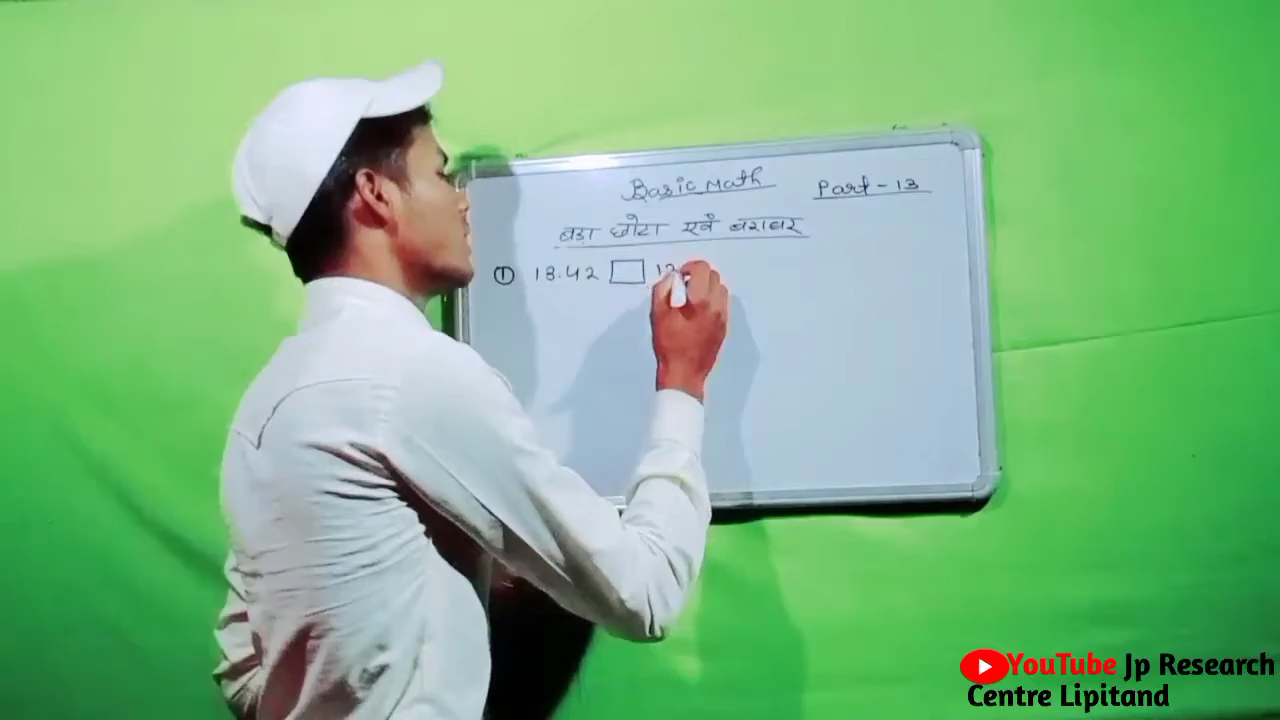 Basic Math
Part - 13
बड़ा छोटा एवं बराबर
① 13.42 □
YouTube Jp Research
Centre Lipitand